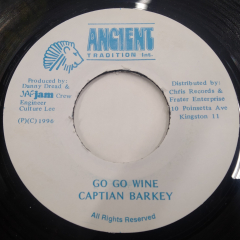 ANCIENT
TRADITION Inc.
Produced by:
Danny Dread &
Jam Crew
Engineer
Culture Lee
(P)(C) 1996
Distributed by:
Chris Records &
Frater Enterprise
10 Poinsetta Ave
Kingston 11
GO GO WINE
CAPTIAN BARKEY
All Rights Reserved